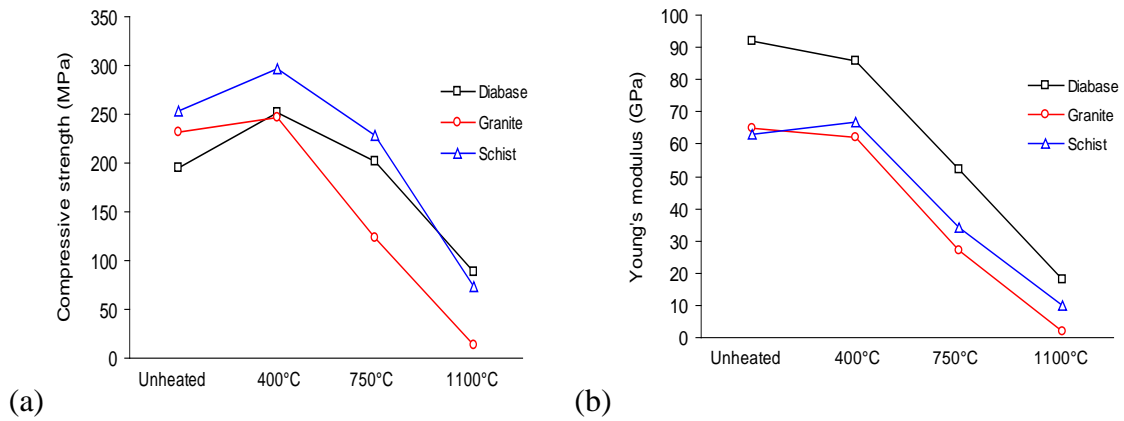 Compressive strength (MPa)
350
300
250
200
150
100
50
0
Unheated 400°C 750°C 1100°C
Diabase
Granite
Schist
(a)
Young's modulus (GPa)
100
90
80
70
60
50
40
30
20
10
0
Unheated 400°C 750°C 1100°C
Diabase
Granite
Schist
(b)